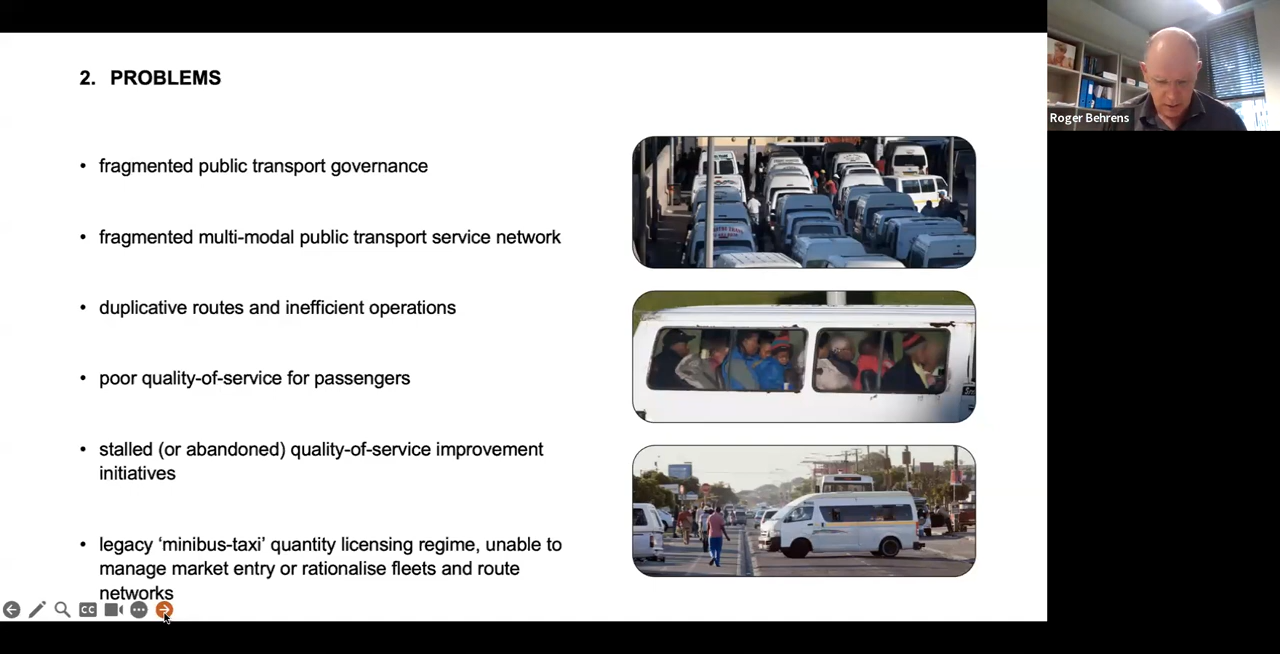 2. PROBLEMS
• fragmented public transport governance
• fragmented multi-modal public transport service network
• duplicative routes and inefficient operations
• poor quality-of-service for passengers
• stalled (or abandoned) quality-of-service improvement
initiatives
• legacy ‘minibus-taxi’ quantity licensing regime, unable to
manage market entry or rationalise fleets and route
networks
CC
Roger Behrens